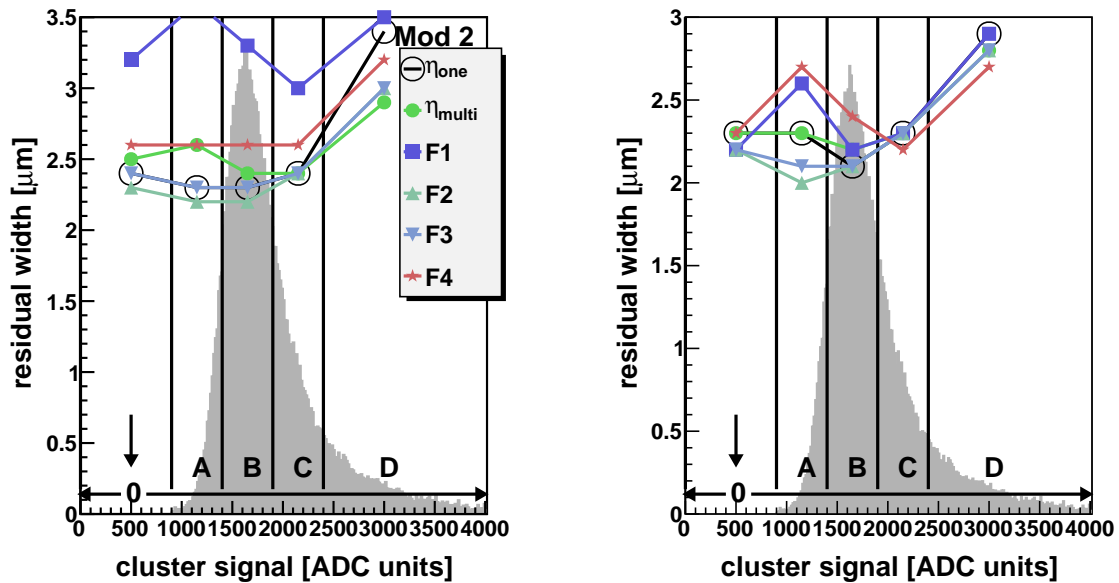 3.5
3
2.5
2
1.5
1
0.5
0
residual width [μm]
0 500 1000 1500 2000 2500 3000 3500 4000
cluster signal [ADC units]
Mod 2
ηone
ηmulti
F1
F2
F3
F4
0
A B C D
3
2.5
2
1.5
1
0.5
0
residual width [μm]
0 500 1000 1500 2000 2500 3000 3500 4000
cluster signal [ADC units]
0
A B C D